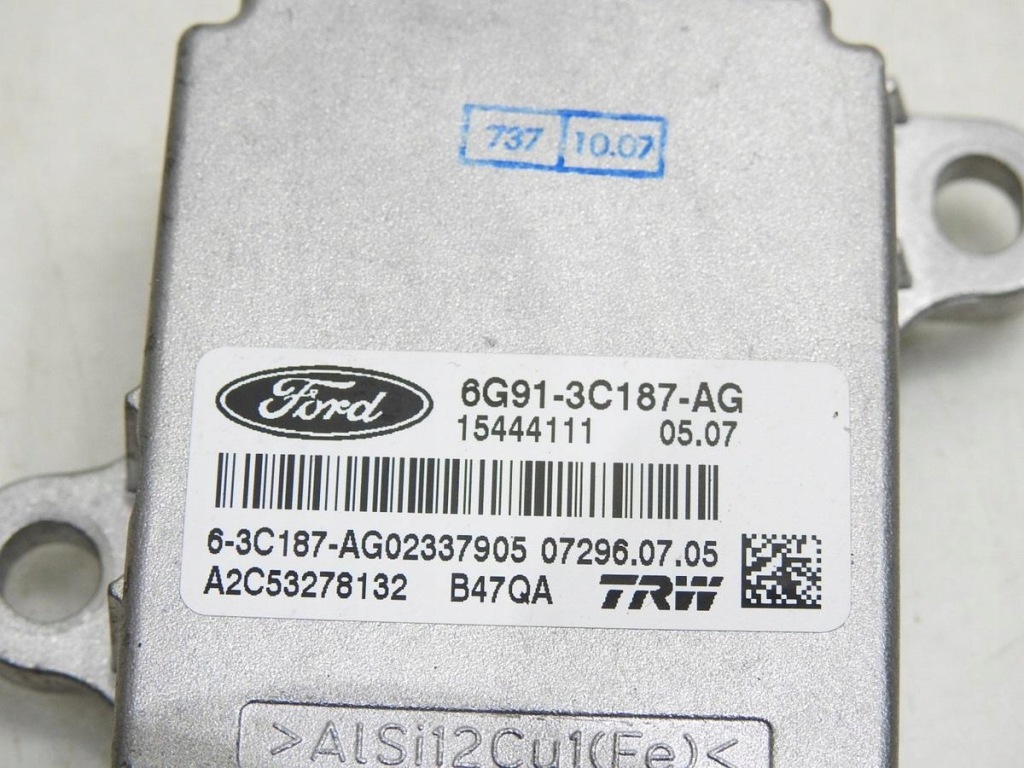 737 10.07
Ford 6G91-3C187-AG
15444111 05.07
6-3C187-AG02337905 07296.07.05
A2C53278132 B47QA TRW
>AlSi12Cu1(Fe)<